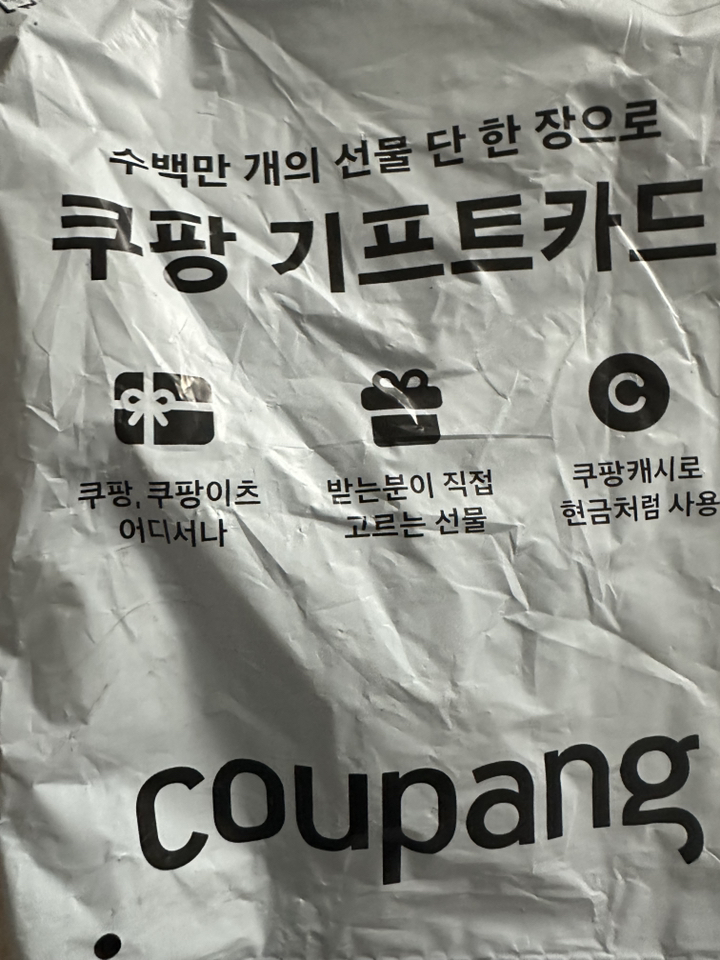 수백만 개의 선물 단 한 장으로
쿠팡 기프트카드
쿠팡, 쿠팡이츠
어디서나
받는분이 직접
고르는 선물
쿠팡캐시로
현금처럼 사용
coupang